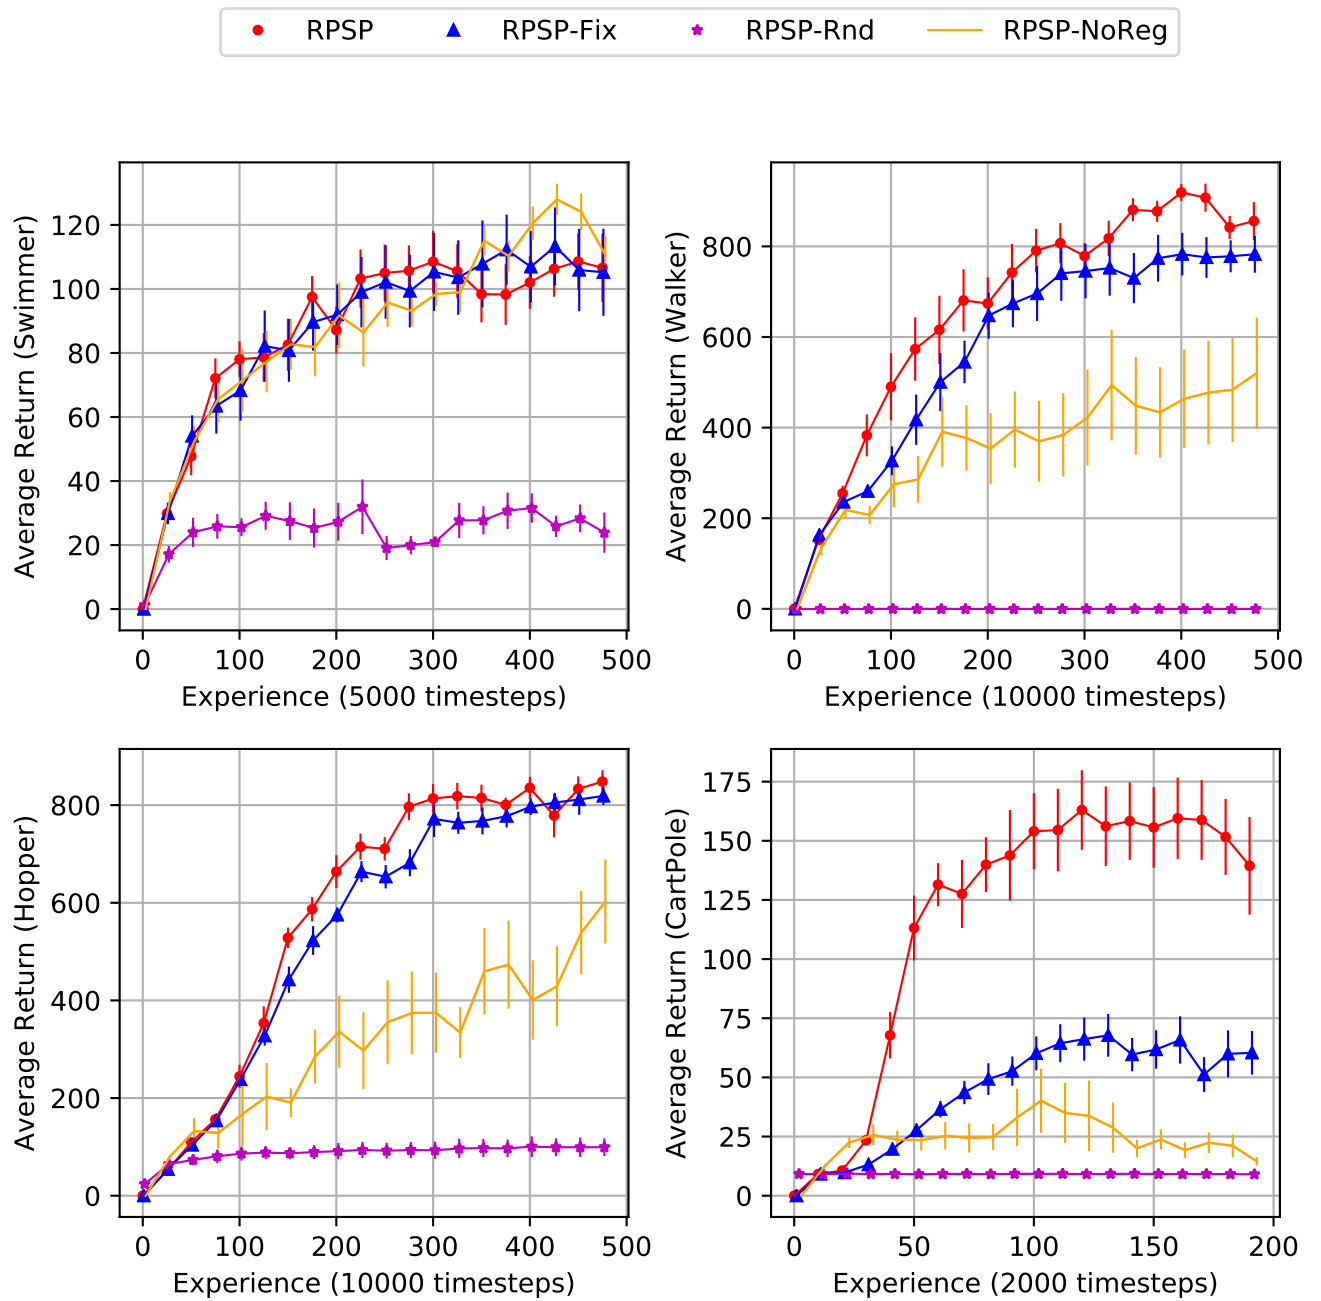 RPSP RPSP-Fix RPSP-Rnd RPSP-NoReg
Average Return (Swimmer)
120
100
80
60
40
20
0
0 100 200 300 400 500
Experience (5000 timesteps)
Average Return (Walker)
800
600
400
200
0
0 100 200 300 400 500
Experience (10000 timesteps)
Average Return (Hopper)
800
600
400
200
0
0 100 200 300 400 500
Experience (10000 timesteps)
Average Return (CartPole)
175
150
125
100
75
50
25
0
0 50 100 150 200
Experience (2000 timesteps)